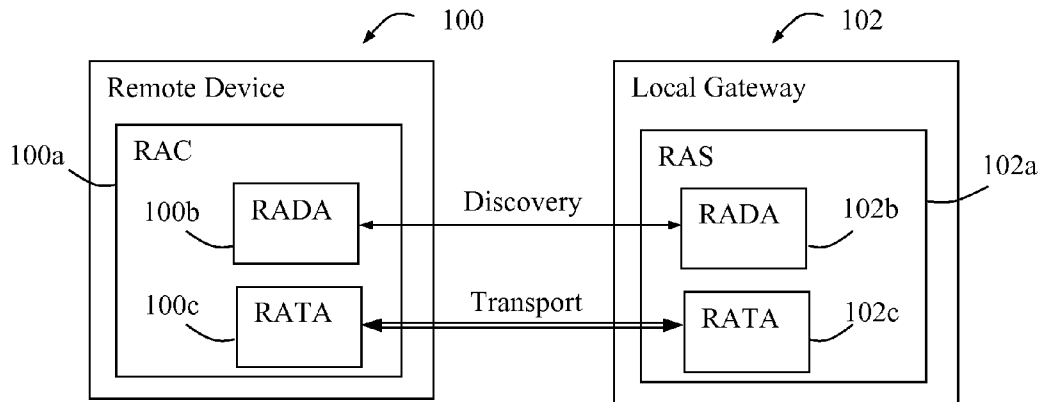 100
102
Remote Device
Local Gateway
100a
RAC
RAS
102a
100b
RADA
Discovery
RADA
102b
100c
RATA
Transport
RATA
102c